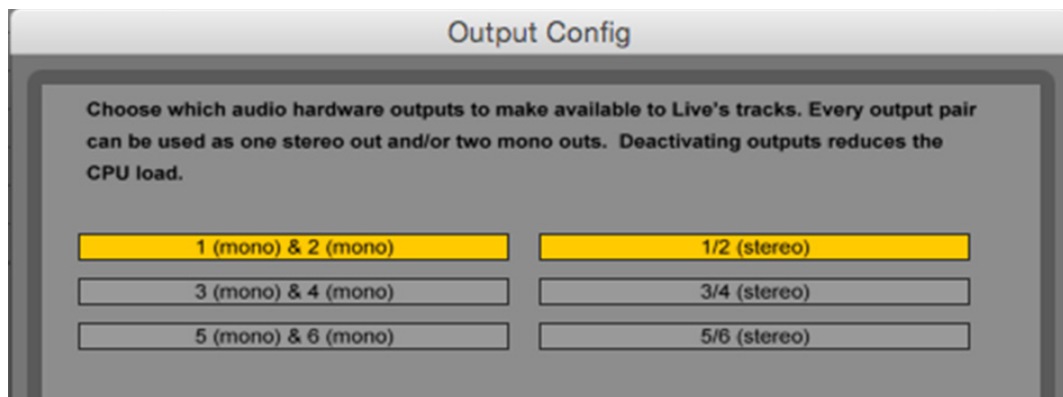 Output Config
Choose which audio hardware outputs to make available to Live's tracks. Every output pair
can be used as one stereo out and/or two mono outs.  Deactivating outputs reduces the
CPU load.
1 (mono) & 2 (mono)
1/2 (stereo)
3 (mono) & 4 (mono)
3/4 (stereo)
5 (mono) & 6 (mono)
5/6 (stereo)